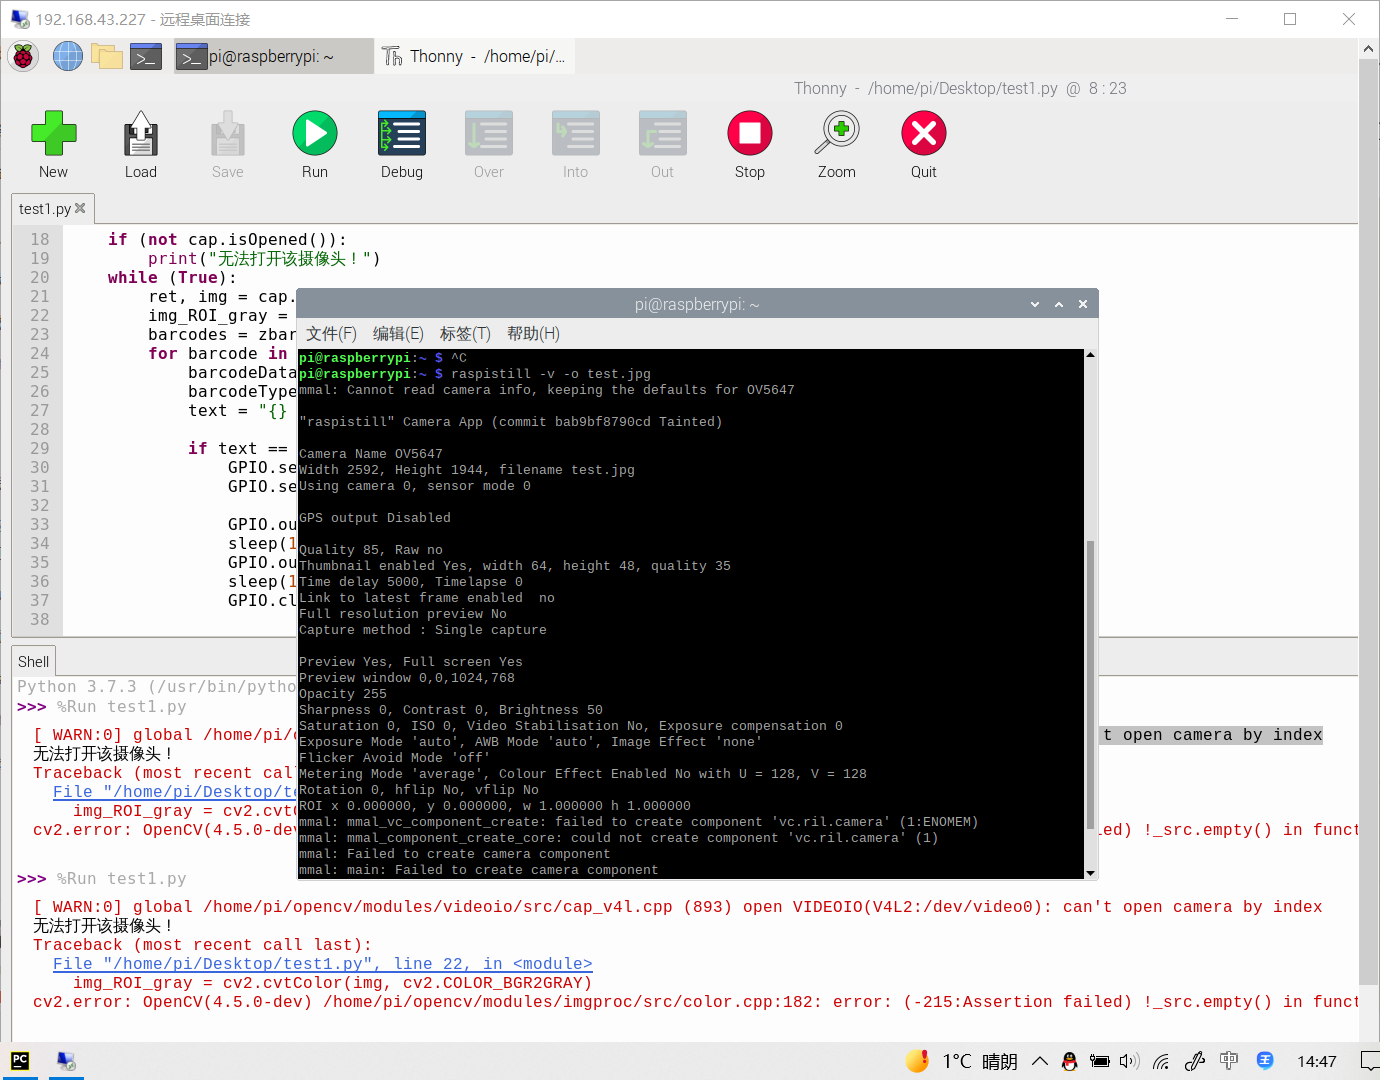 192.168.43.227 - 远程桌面连接
pi@raspberrypi: ~
Thonny - /home/pi/...
Thonny - /home/pi/Desktop/test1.py @ 8 : 23
New Load Save Run Debug Over Into Out Stop Zoom Quit
test1.py
18 if (not cap.isOpened()):
19 print("无法打开该摄像头！")
20 while (True):
21 ret, img = cap.
22 img_ROI_gray =
23 barcodes = zbar
24 for barcode in
25 barcodeData
26 barcodeType
27 text = "{}
28
29 if text ==
30 GPIO.se
31 GPIO.se
32
33 GPIO.ou
34 sleep(1
35 GPIO.ou
36 sleep(1
37 GPIO.cl
38
pi@raspberrypi: ~
文件(F) 编辑(E) 标签(T) 帮助(H)
pi@raspberrypi:~ $ ^C
pi@raspberrypi:~ $ raspistill -v -o test.jpg
mmal: Cannot read camera info, keeping the defaults for OV5647
"raspistill" Camera App (commit bab9bf8790cd Tainted)
Camera Name OV5647
Width 2592, Height 1944, filename test.jpg
Using camera 0, sensor mode 0
GPS output Disabled
Quality 85, Raw no
Thumbnail enabled Yes, width 64, height 48, quality 35
Time delay 5000, Timelapse 0
Link to latest frame enabled  no
Full resolution preview No
Capture method : Single capture
Preview Yes, Full screen Yes
Preview window 0,0,1024,768
Opacity 255
Sharpness 0, Contrast 0, Brightness 50
Saturation 0, ISO 0, Video Stabilisation No, Exposure compensation 0
Exposure Mode 'auto', AWB Mode 'auto', Image Effect 'none'
Flicker Avoid Mode 'off'
Metering Mode 'average', Colour Effect Enabled No with U = 128, V = 128
Rotation 0, hflip No, vflip No
ROI x 0.000000, y 0.000000, w 1.000000 h 1.000000
mmal: mmal_vc_component_create: failed to create component 'vc.ril.camera' (1:ENOMEM)
mmal: mmal_component_create_core: could not create component 'vc.ril.camera' (1)
mmal: Failed to create camera component
mmal: main: Failed to create camera component
Shell
Python 3.7.3 (/usr/bin/pytho
>>> %Run test1.py
[ WARN:0] global /home/pi/ t open camera by index
无法打开该摄像头！
Traceback (most recent cal
File "/home/pi/Desktop/te
img_ROI_gray = cv2.cvt
cv2.error: OpenCV(4.5.0-dev led) !_src.empty() in funct
>>> %Run test1.py
[ WARN:0] global /home/pi/opencv/modules/videoio/src/cap_v4l.cpp (893) open VIDEOIO(V4L2:/dev/video0): can't open camera by index
无法打开该摄像头！
Traceback (most recent call last):
File "/home/pi/Desktop/test1.py", line 22, in <module>
img_ROI_gray = cv2.cvtColor(img, cv2.COLOR_BGR2GRAY)
cv2.error: OpenCV(4.5.0-dev) /home/pi/opencv/modules/imgproc/src/color.cpp:182: error: (-215:Assertion failed) !_src.empty() in funct
PC 1°C 晴朗 中 王 14:47